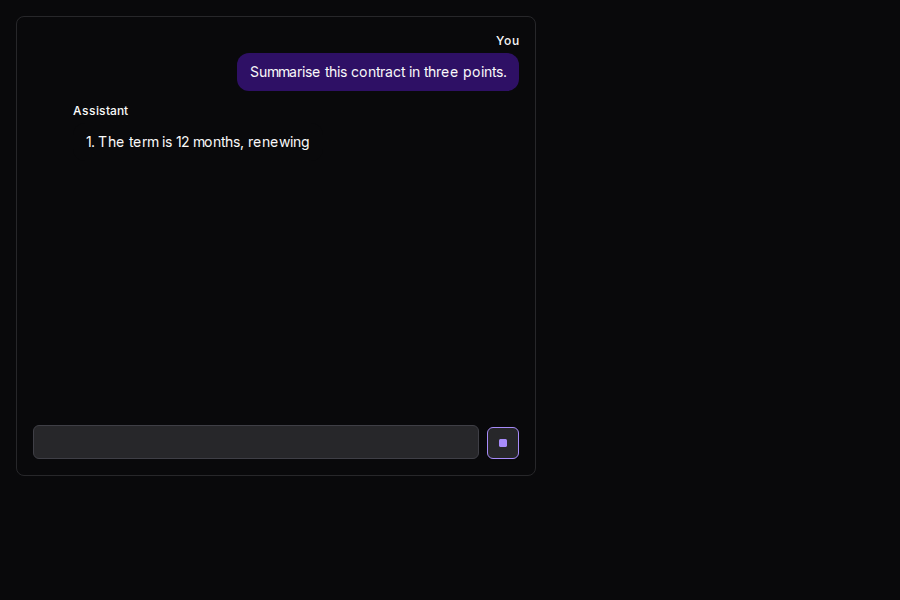 You
Summarise this contract in three points.
Assistant
1. The term is 12 months, renewing